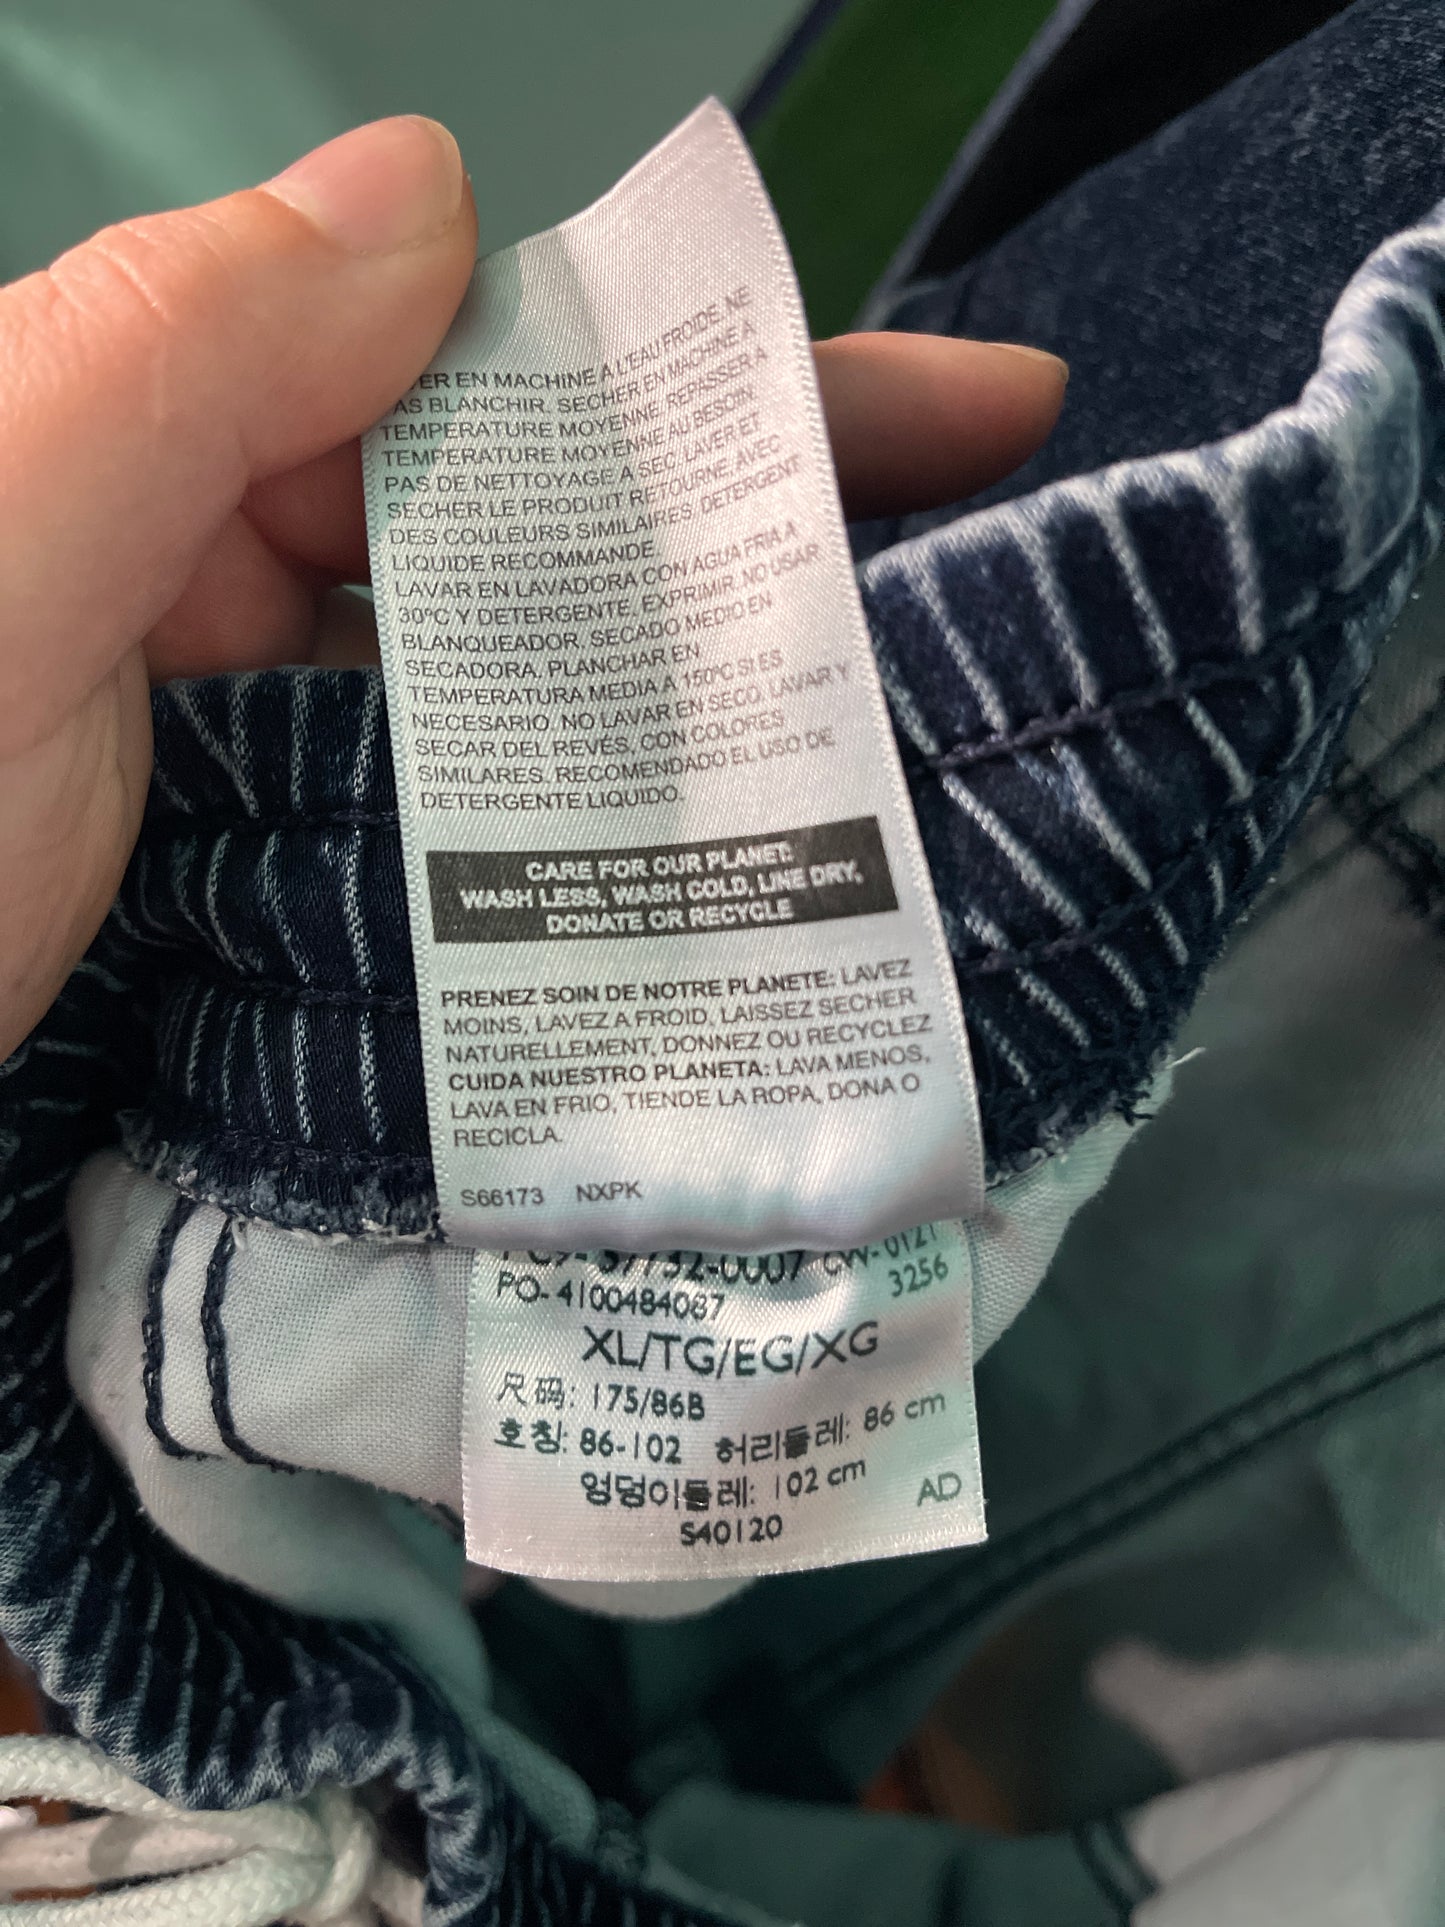 EN MACHINE A L'EAU FROIDE. NE
PAS BLANCHIR. SECHER EN MACHINE A
TEMPERATURE MOYENNE. REPASSER A
TEMPERATURE MOYENNE AU BESOIN.
PAS DE NETTOYAGE A SEC. LAVER ET
SECHER LE PRODUIT RETOURNE, AVEC
DES COULEURS SIMILAIRES. DETERGENT
LIQUIDE RECOMMANDE.
LAVAR EN LAVADORA CON AGUA FRIA A
30°C Y DETERGENTE. EXPRIMIR. NO USAR
BLANQUEADOR. SECADO MEDIO EN
SECADORA. PLANCHAR EN
TEMPERATURA MEDIA A 150°C SI ES
NECESARIO. NO LAVAR EN SECO. LAVAR Y
SECAR DEL REVÉS, CON COLORES
SIMILARES. RECOMENDADO EL USO DE
DETERGENTE LIQUIDO.
CARE FOR OUR PLANET:
WASH LESS, WASH COLD, LINE DRY,
DONATE OR RECYCLE
PRENEZ SOIN DE NOTRE PLANETE: LAVEZ
MOINS, LAVEZ A FROID, LAISSEZ SECHER
NATURELLEMENT, DONNEZ OU RECYCLEZ
CUIDA NUESTRO PLANETA: LAVA MENOS,
LAVA EN FRIO, TIENDE LA ROPA, DONA O
RECICLA.
S66173 NXPK
PC9-37732-0007 CW-0121
PO-4100484087 3256
XL/TG/EG/XG
尺码: 175/86B
호칭: 86-102 허리둘레: 86 cm
엉덩이둘레: 102 cm
AD
S40120